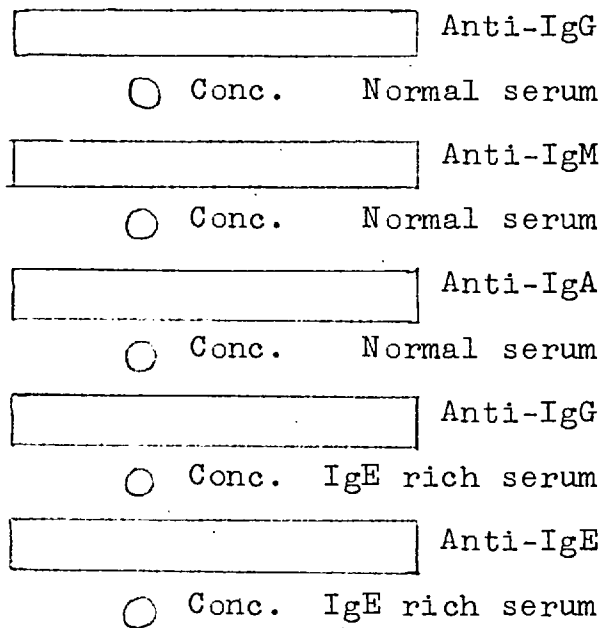 Anti-IgG
Conc. Normal serum
Anti-IgM
Conc. Normal serum
Anti-IgA
Conc. Normal serum
Anti-IgG
Conc. IgE rich serum
Anti-IgE
Conc. IgE rich serum